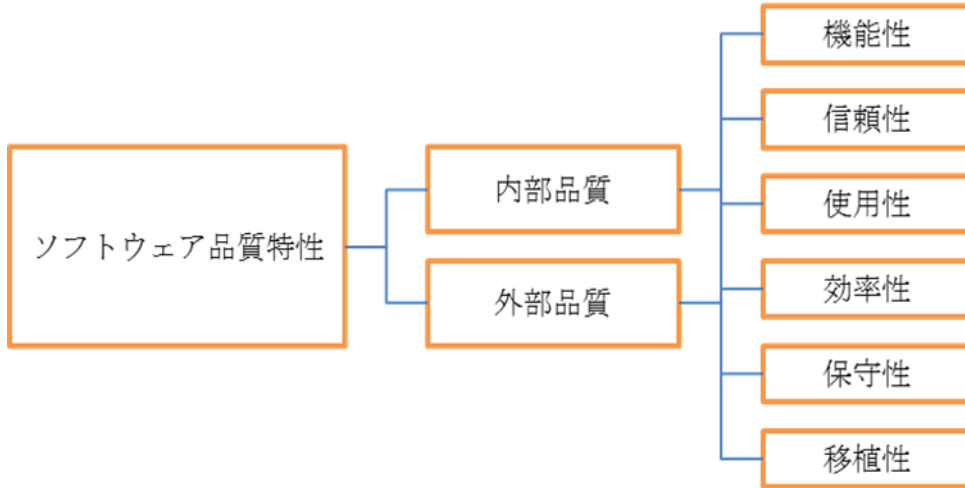 ソフトウェア品質特性
内部品質
外部品質
機能性
信頼性
使用性
効率性
保守性
移植性